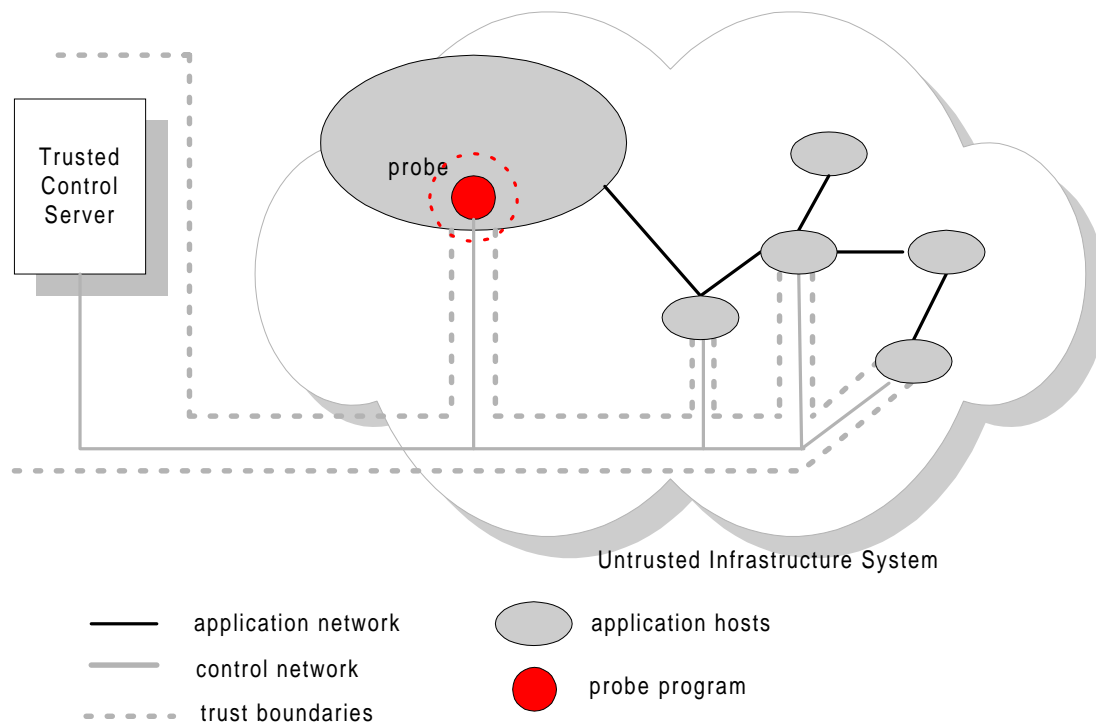 Trusted
Control
Server
probe
Untrusted Infrastructure System
application network
application hosts
control network
probe program
trust boundaries